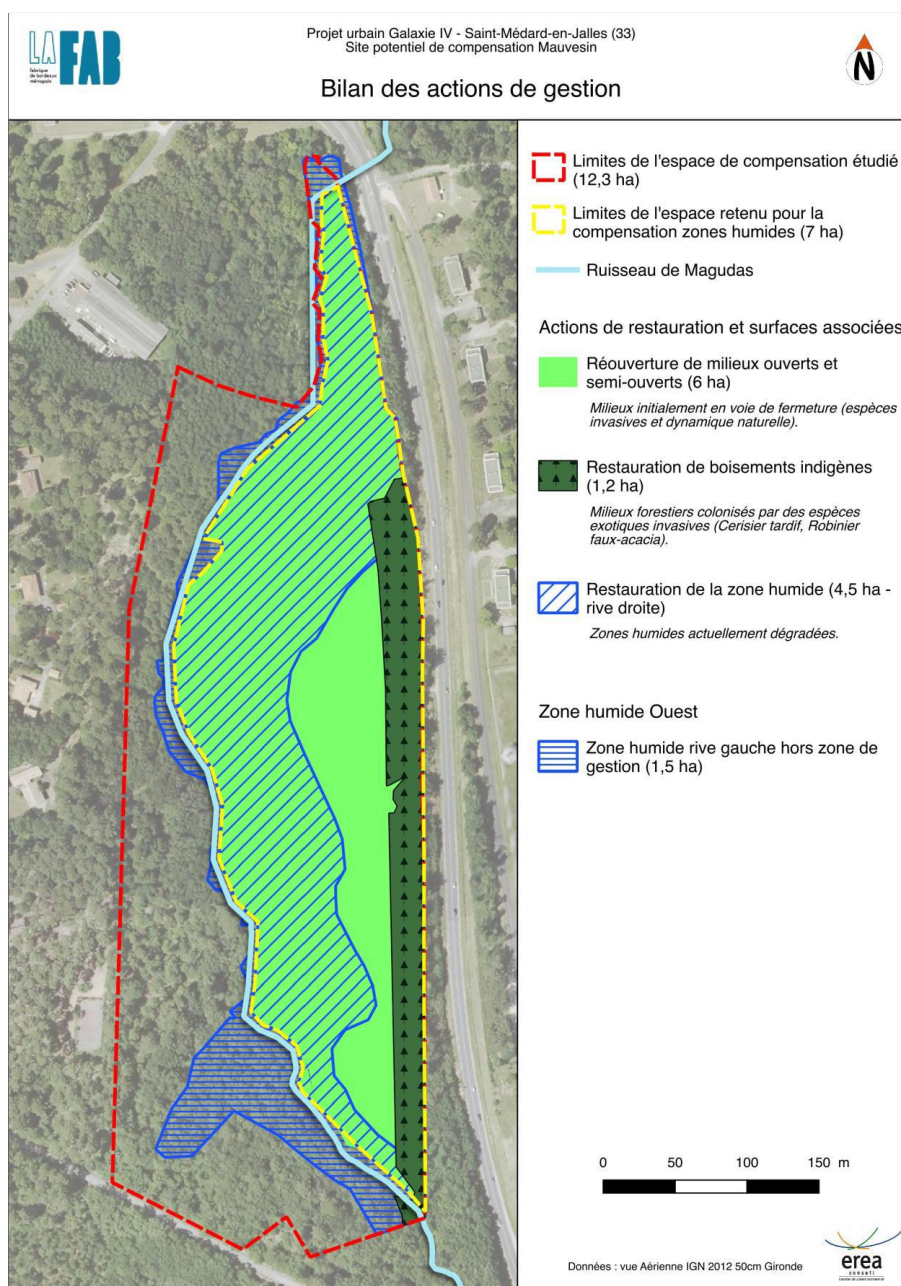 LA
FAB
fabrique
de bordeaux
métropole
Projet urbain Galaxie IV - Saint-Médard-en-Jalles (33)
Site potentiel de compensation Mauvesin
Bilan des actions de gestion
N
Limites de l'espace de compensation étudié
(12,3 ha)
Limites de l'espace retenu pour la
compensation zones humides (7 ha)
Ruisseau de Magudas
Actions de restauration et surfaces associées
Réouverture de milieux ouverts et
semi-ouverts (6 ha)
Milieux initialement en voie de fermeture (espèces
invasives et dynamique naturelle).
Restauration de boisements indigènes
(1,2 ha)
Milieux forestiers colonisés par des espèces
exotiques invasives (Cerisier tardif, Robinier
faux-acacia).
Restauration de la zone humide (4,5 ha -
rive droite)
Zones humides actuellement dégradées.
Zone humide Ouest
Zone humide rive gauche hors zone de
gestion (1,5 ha)
0 50 100 150 m
Données : vue Aérienne IGN 2012 50cm Gironde
erea
conseil